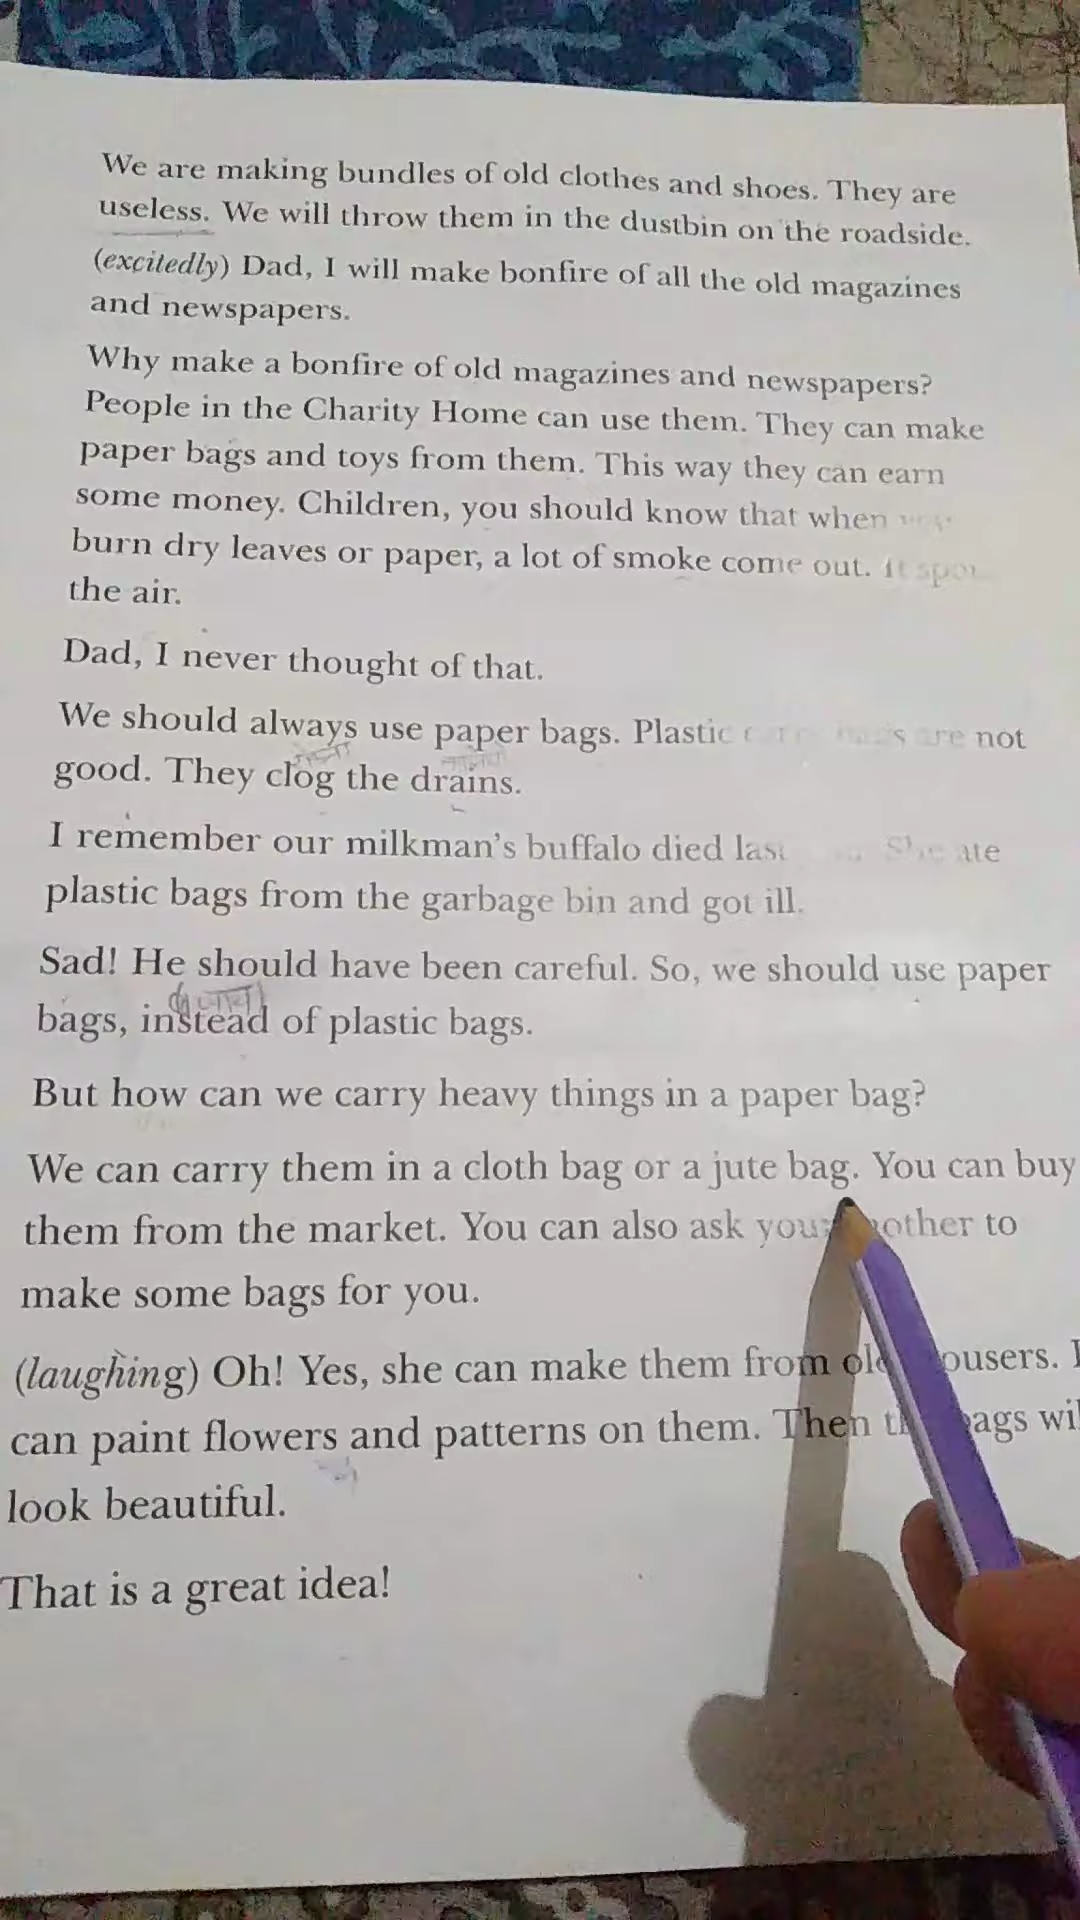 We are making bundles of old clothes and shoes. They are
useless. We will throw them in the dustbin on the roadside.
(excitedly) Dad, I will make bonfire of all the old magazines
and newspapers.
Why make a bonfire of old magazines and newspapers?
People in the Charity Home can use them. They can make
paper bags and toys from them. This way they can earn
some money. Children, you should know that when
burn dry leaves or paper, a lot of smoke come out. It
the air.
Dad, I never thought of that.
We should always use paper bags. Plastic bags are not
good. They clog the drains.
I remember our milkman's buffalo died last She ate
plastic bags from the garbage bin and got ill.
Sad! He should have been careful. So, we should use paper
bags, instead of plastic bags.
But how can we carry heavy things in a paper bag?
We can carry them in a cloth bag or a jute bag. You can buy
them from the market. You can also ask to
make some bags for you.
(laughing) Oh! Yes, she can make them from old
can paint flowers and patterns on them. Then
look beautiful.
That is a great idea!